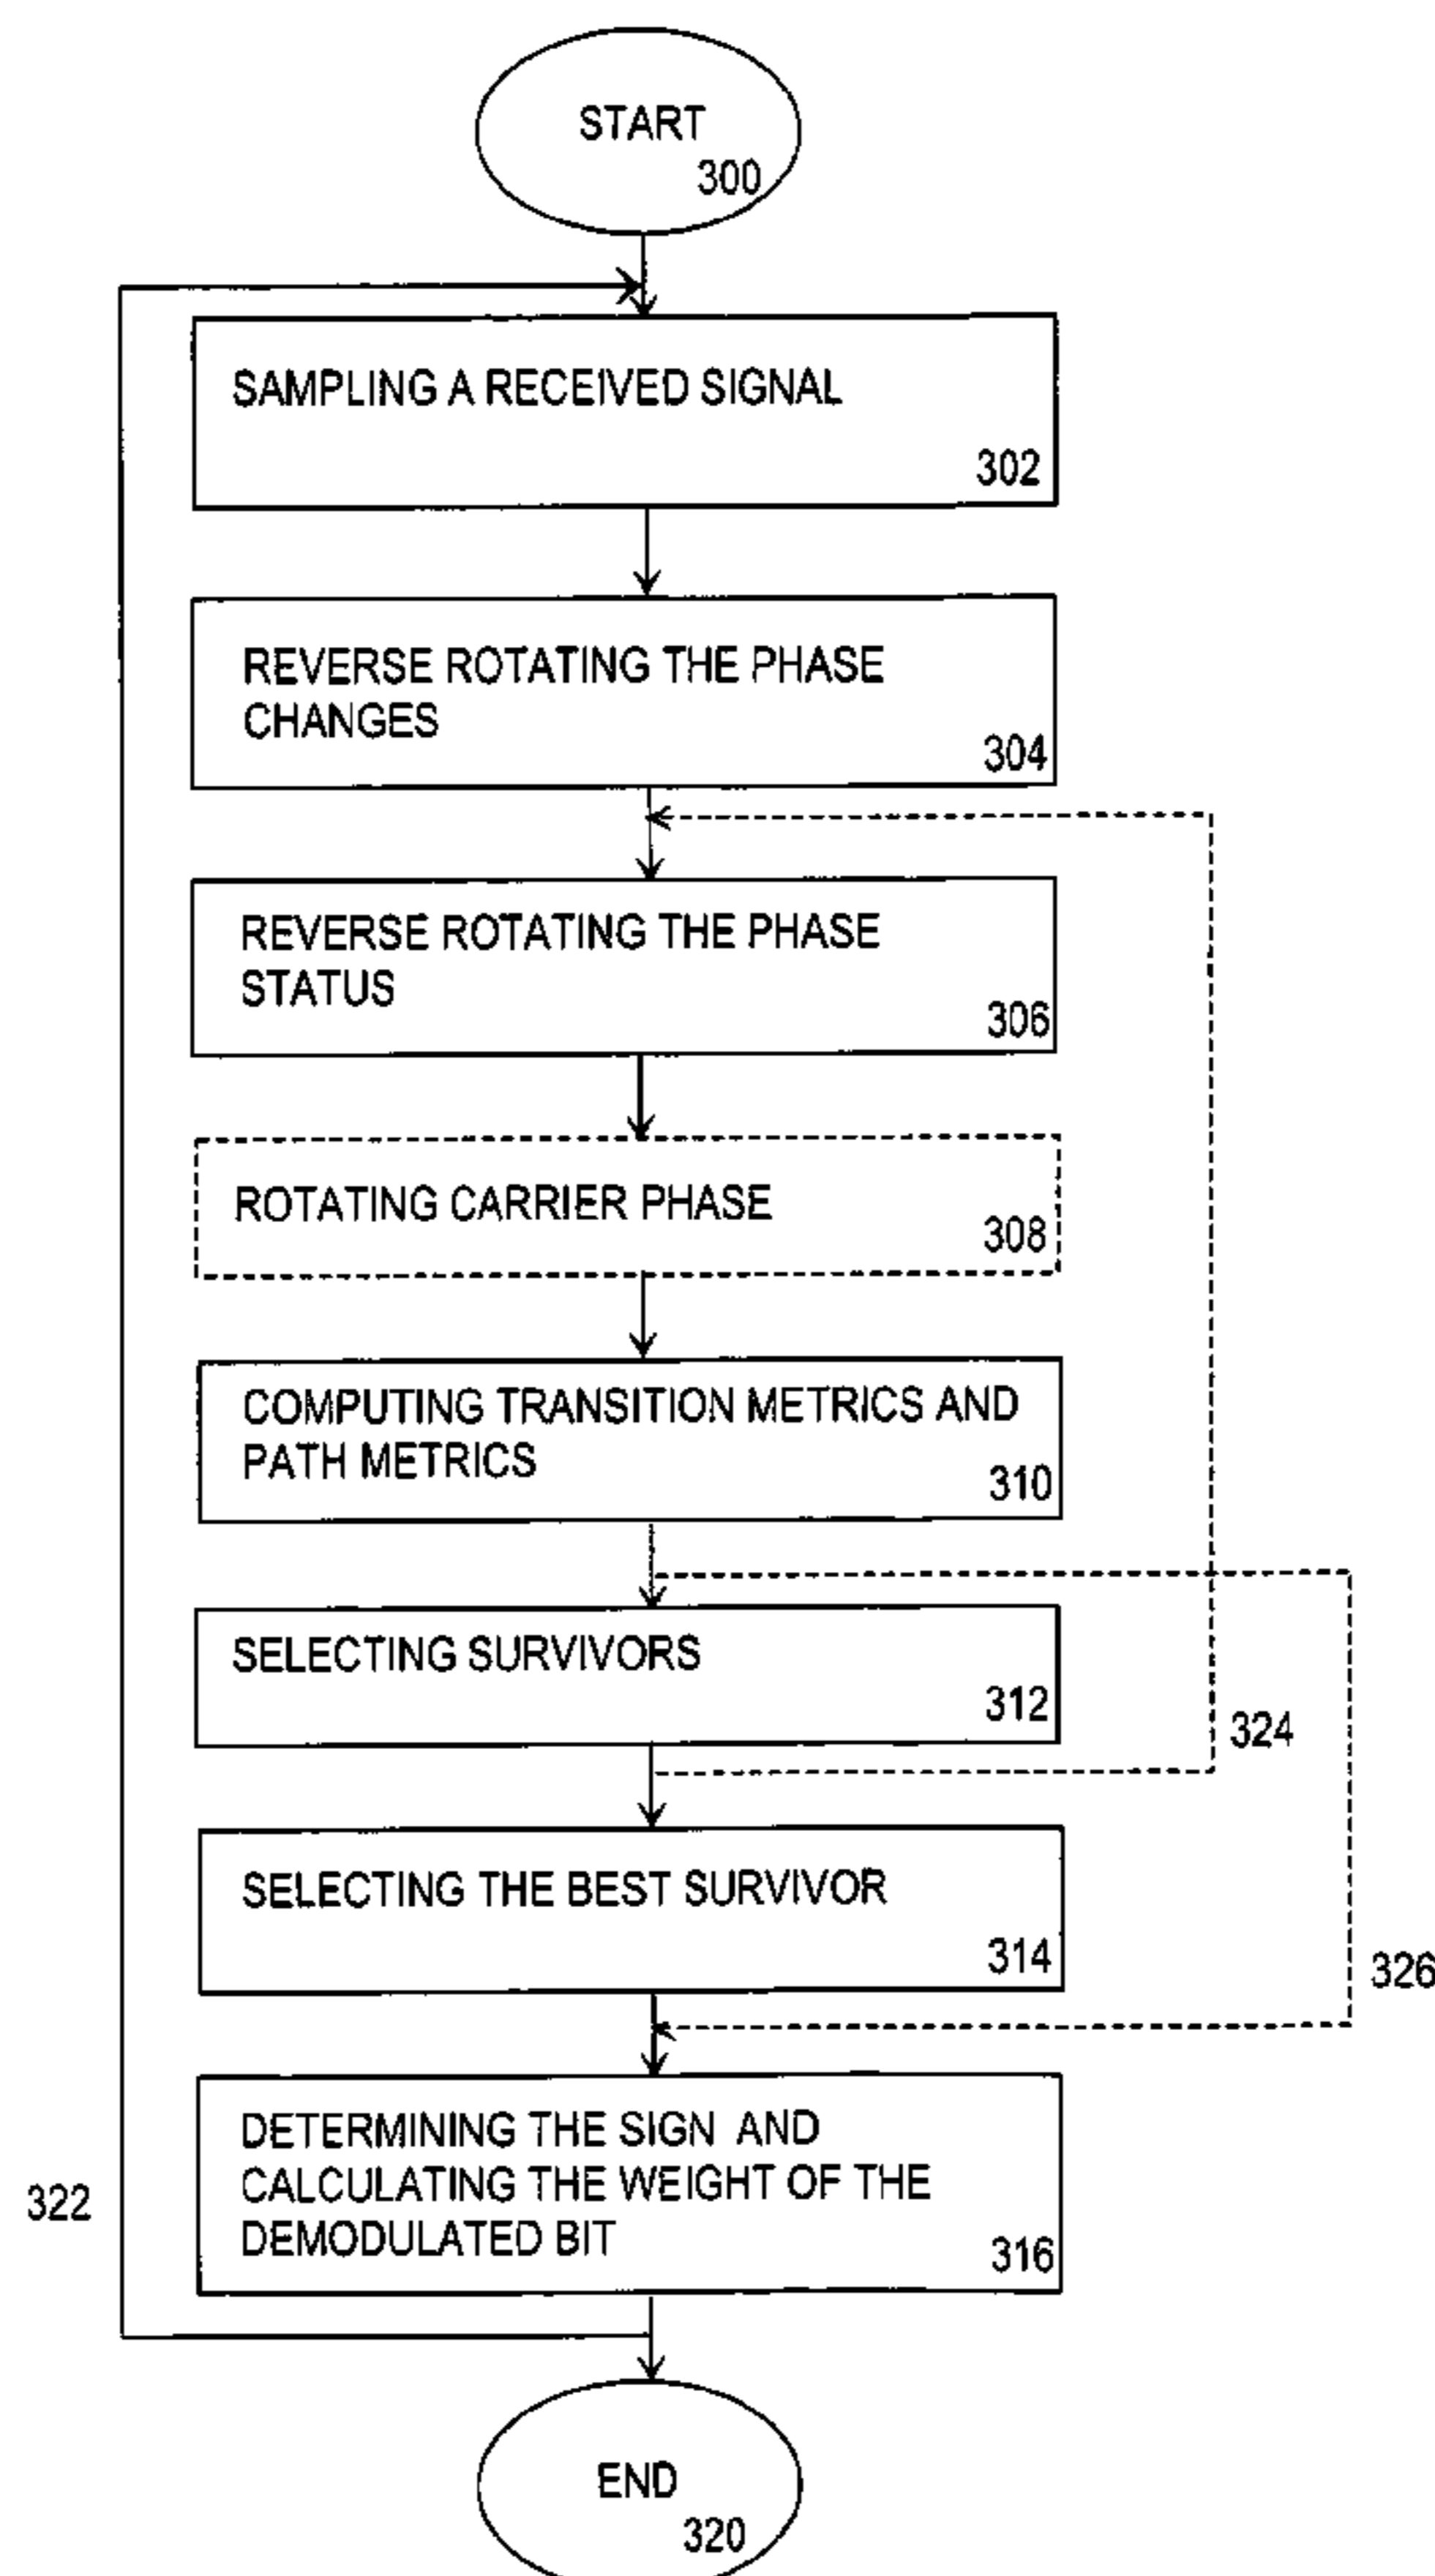 START
300
SAMPLING A RECEIVED SIGNAL
302
REVERSE ROTATING THE PHASE
CHANGES
304
REVERSE ROTATING THE PHASE
STATUS
306
ROTATING CARRIER PHASE
308
COMPUTING TRANSITION METRICS AND
PATH METRICS
310
SELECTING SURVIVORS
312
324
SELECTING THE BEST SURVIVOR
314
326
DETERMINING THE SIGN AND
CALCULATING THE WEIGHT OF THE
DEMODULATED BIT
316
322
END
320